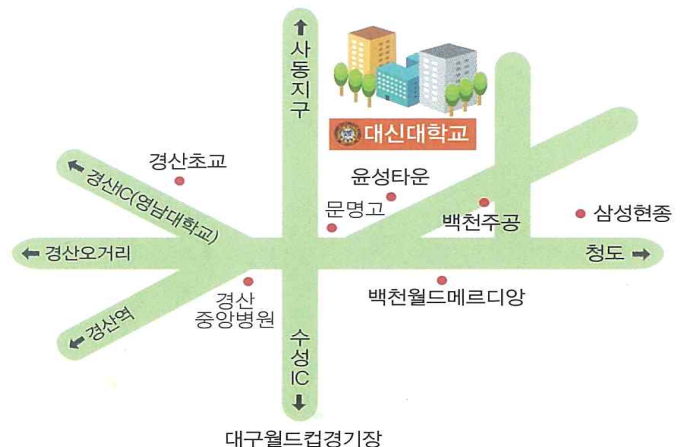 사동지구
대신대학교
경산초교
윤성타운
경산IC(영남대학교)
문명고
백천주공
삼성현중
경산오거리
청도
경산
중앙병원
백천월드메르디앙
경산역
수성IC
대구월드컵경기장